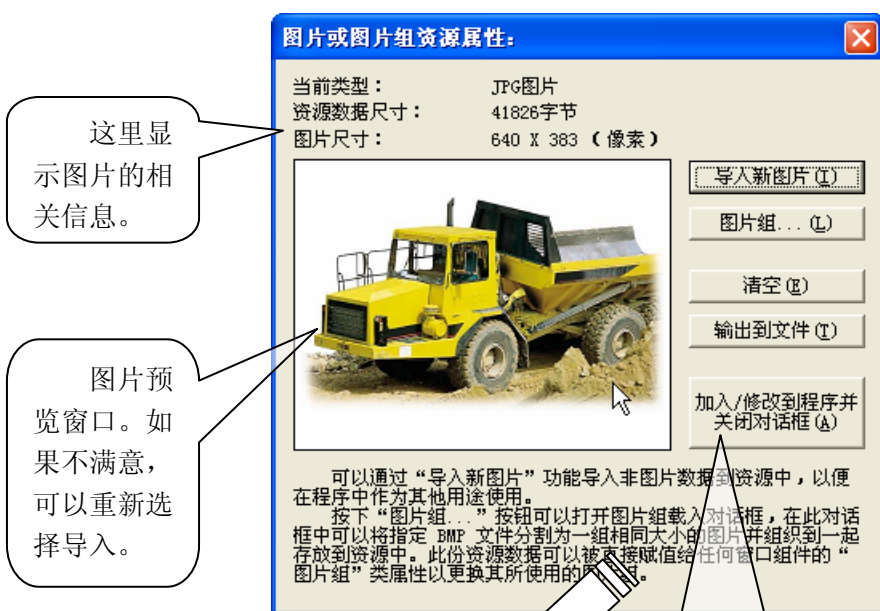 图片或图片组资源属性：
当前类型： JPG图片
资源数据尺寸： 41826字节
图片尺寸： 640 X 383 （像素）
这里显
示图片的相
关信息。
导入新图片(I)
图片组...(L)
清空(E)
输出到文件(T)
加入/修改到程序并
关闭对话框(A)
图片预
览窗口。如
果不满意，
可以重新选
择导入。
可以通过“导入新图片”功能导入非图片数据到资源中，以便
在程序中作为其他用途使用。
按下“图片组...”按钮可以打开图片组载入对话框，在此对话
框中可以将指定 BMP 文件分割为一组相同大小的图片并组织到一起
存放到资源中。此份资源数据可以被直接赋值给任何窗口组件的“
图片组”类属性以更换其所使用的图片组。